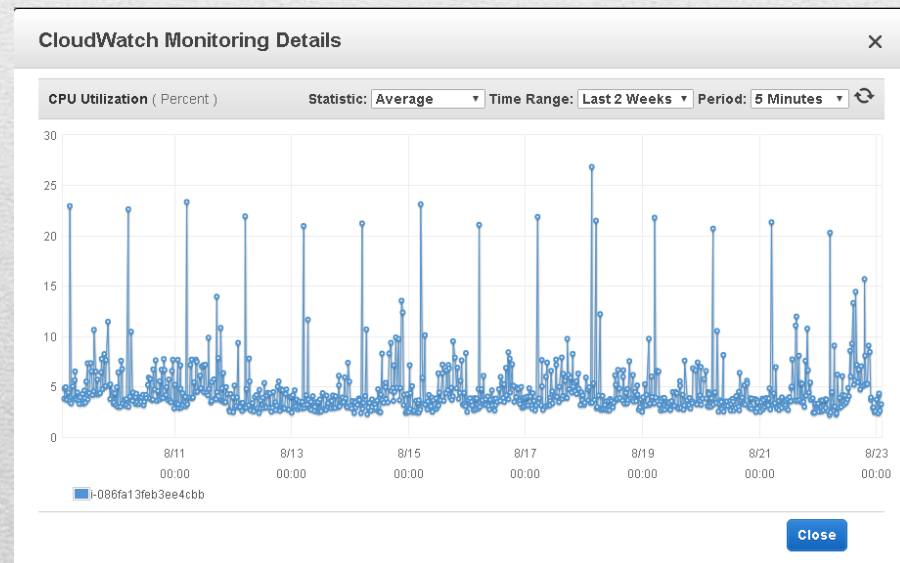 CloudWatch Monitoring Details ×
CPU Utilization ( Percent ) Statistic: Average Time Range: Last 2 Weeks Period: 5 Minutes
30
25
20
15
10
5
0
8/11 8/13 8/15 8/17 8/19 8/21 8/23
00:00 00:00 00:00 00:00 00:00 00:00 00:00
i-086fa13feb3ee4cbb
Close